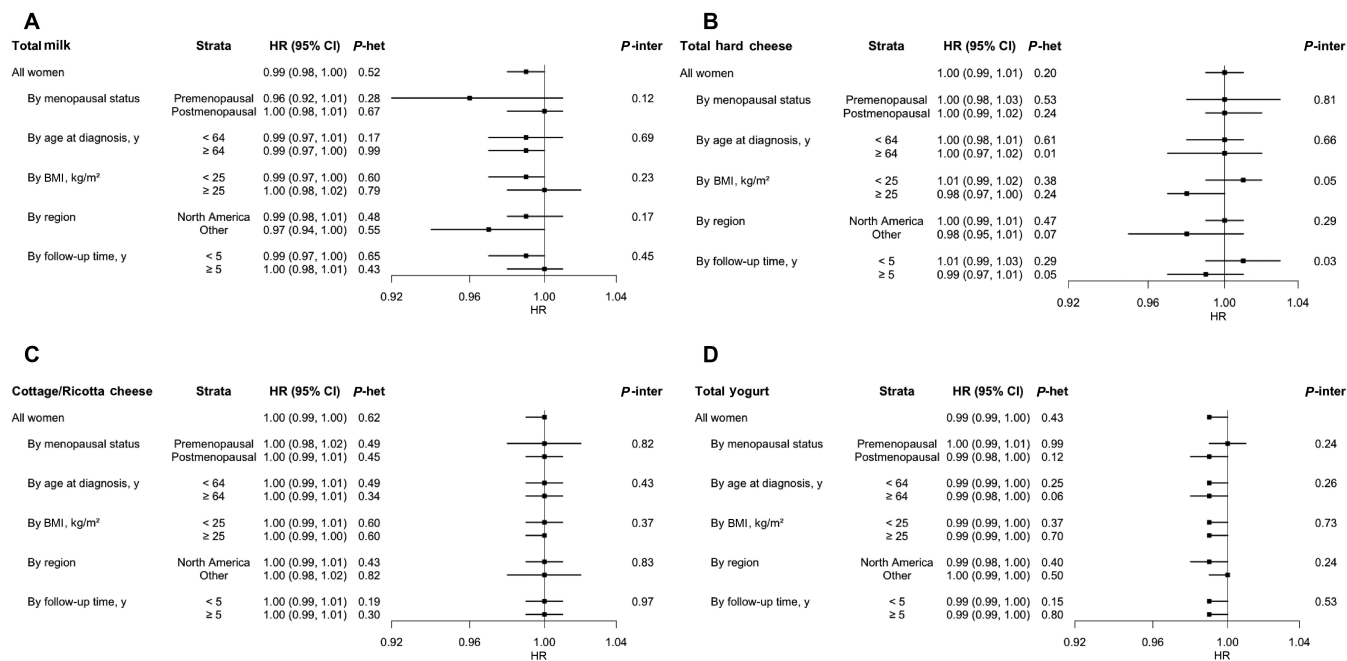 A
Total milk Strata HR (95% CI) P-het P-inter
All women 0.99 (0.98, 1.00) 0.52
By menopausal status Premenopausal 0.96 (0.92, 1.01) 0.28 0.12
Postmenopausal 1.00 (0.98, 1.01) 0.67
By age at diagnosis, y < 64 0.99 (0.97, 1.01) 0.17 0.69
≥ 64 0.99 (0.97, 1.00) 0.99
By BMI, kg/m² < 25 0.99 (0.97, 1.00) 0.60 0.23
≥ 25 1.00 (0.98, 1.02) 0.79
By region North America 0.99 (0.98, 1.01) 0.48 0.17
Other 0.97 (0.94, 1.00) 0.55
By follow-up time, y < 5 0.99 (0.97, 1.00) 0.65 0.45
≥ 5 1.00 (0.98, 1.01) 0.43
0.92 0.96 1.00 1.04
HR
B
Total hard cheese Strata HR (95% CI) P-het P-inter
All women 1.00 (0.99, 1.01) 0.20
By menopausal status Premenopausal 1.00 (0.98, 1.03) 0.53 0.81
Postmenopausal 1.00 (0.99, 1.02) 0.24
By age at diagnosis, y < 64 1.00 (0.98, 1.01) 0.61 0.66
≥ 64 1.00 (0.97, 1.02) 0.01
By BMI, kg/m² < 25 1.01 (0.99, 1.02) 0.38 0.05
≥ 25 0.98 (0.97, 1.00) 0.24
By region North America 1.00 (0.99, 1.01) 0.47 0.29
Other 0.98 (0.95, 1.01) 0.07
By follow-up time, y < 5 1.01 (0.99, 1.03) 0.29 0.03
≥ 5 0.99 (0.97, 1.01) 0.05
0.92 0.96 1.00 1.04
HR
C
Cottage/Ricotta cheese Strata HR (95% CI) P-het P-inter
All women 1.00 (0.99, 1.00) 0.62
By menopausal status Premenopausal 1.00 (0.98, 1.02) 0.49 0.82
Postmenopausal 1.00 (0.99, 1.01) 0.45
By age at diagnosis, y < 64 1.00 (0.99, 1.01) 0.49 0.43
≥ 64 1.00 (0.99, 1.01) 0.34
By BMI, kg/m² < 25 1.00 (0.99, 1.01) 0.60 0.37
≥ 25 1.00 (0.99, 1.00) 0.60
By region North America 1.00 (0.99, 1.01) 0.43 0.83
Other 1.00 (0.98, 1.02) 0.82
By follow-up time, y < 5 1.00 (0.99, 1.01) 0.19 0.97
≥ 5 1.00 (0.99, 1.01) 0.30
0.92 0.96 1.00 1.04
HR
D
Total yogurt Strata HR (95% CI) P-het P-inter
All women 0.99 (0.99, 1.00) 0.43
By menopausal status Premenopausal 1.00 (0.99, 1.01) 0.99 0.24
Postmenopausal 0.99 (0.98, 1.00) 0.12
By age at diagnosis, y < 64 0.99 (0.99, 1.00) 0.25 0.26
≥ 64 0.99 (0.98, 1.00) 0.06
By BMI, kg/m² < 25 0.99 (0.99, 1.00) 0.37 0.73
≥ 25 0.99 (0.99, 1.00) 0.70
By region North America 0.99 (0.98, 1.00) 0.40 0.24
Other 1.00 (0.99, 1.00) 0.50
By follow-up time, y < 5 0.99 (0.99, 1.00) 0.15 0.53
≥ 5 0.99 (0.99, 1.00) 0.80
0.92 0.96 1.00 1.04
HR